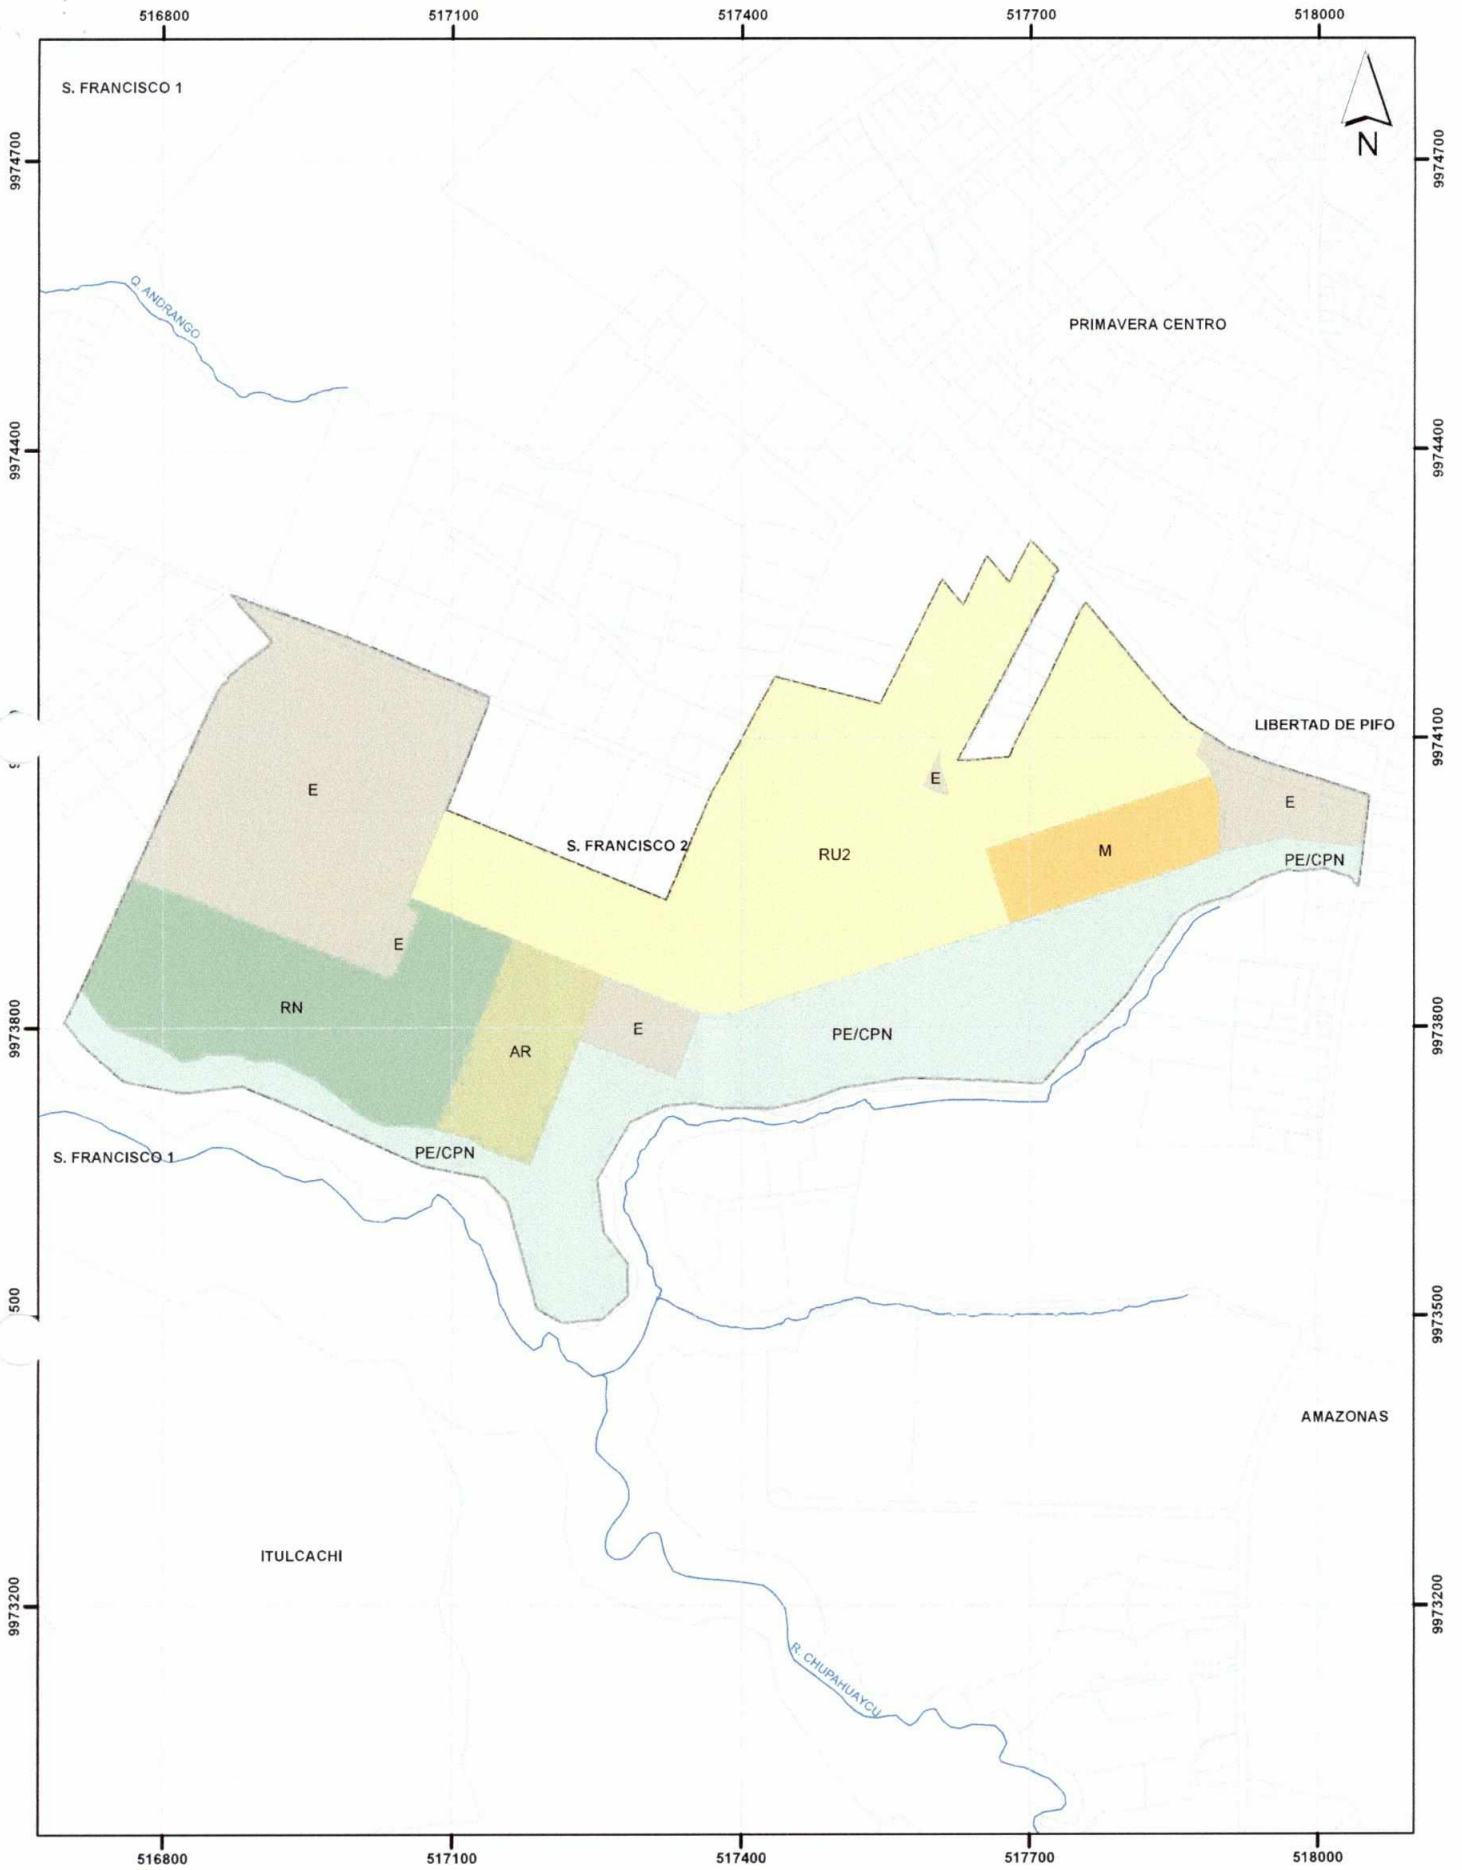 516800 517100 517400 517700 518000
S. FRANCISCO 1
N
9974700 9974700
Q. ANDRANGO
PRIMAVERA CENTRO
9974400 9974400
LIBERTAD DE PIFO
9974100
E
E
E
S. FRANCISCO 2
RU2
M
PE/CPN
E
RN
E
AR
PE/CPN
9973800 9973800
PE/CPN
S. FRANCISCO 1
500 9973500
AMAZONAS
ITULCACHI
9973200 9973200
R. CHUPAHUAYCU
516800 517100 517400 517700 518000